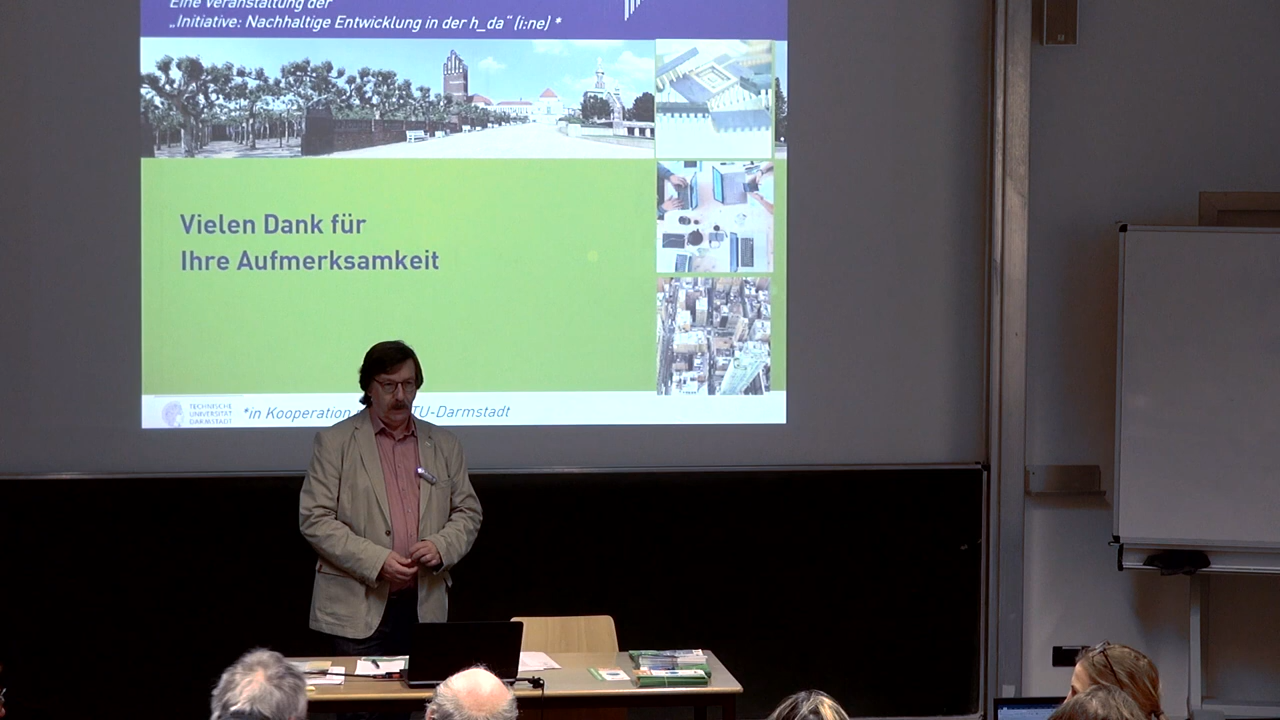 Eine Veranstaltung der
„Initiative: Nachhaltige Entwicklung in der h_da" (i:ne) *
Vielen Dank für
Ihre Aufmerksamkeit
TECHNISCHE
UNIVERSITÄT
DARMSTADT
*in Kooperation TU-Darmstadt